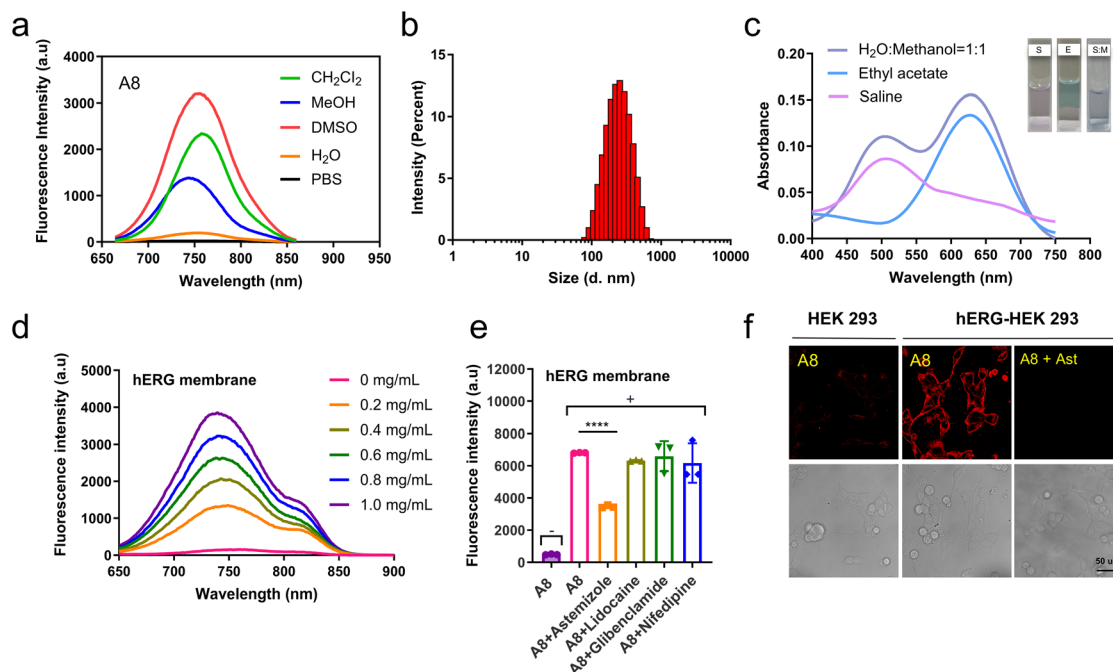 a
A8
CH₂Cl₂
MeOH
DMSO
H₂O
PBS
Fluorescence Intensity (a.u)
4000
3000
2000
1000
0
650 700 750 800 850 900 950
Wavelength (nm)
b
Intensity (Percent)
15
10
5
0
1 10 100 1000 10000
Size (d. nm)
c
H₂O:Methanol=1:1
Ethyl acetate
Saline
S E S:M
Absorbance
0.20
0.15
0.10
0.05
0.00
400 450 500 550 600 650 700 750 800
Wavelength (nm)
d
hERG membrane
0 mg/mL
0.2 mg/mL
0.4 mg/mL
0.6 mg/mL
0.8 mg/mL
1.0 mg/mL
Fluorescence intensity (a.u)
5000
4000
3000
2000
1000
0
650 700 750 800 850 900
Wavelength (nm)
e
hERG membrane
+
****
-
Fluorescence intensity (a.u)
12000
10000
8000
6000
4000
2000
0
A8
A8
A8+Astemizole
A8+Lidocaine
A8+Glibenclamide
A8+Nifedipine
f
HEK 293 hERG-HEK 293
A8 A8 A8 + Ast
50 u